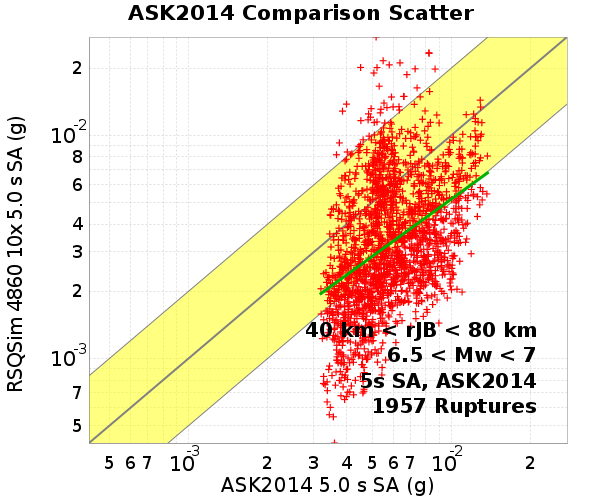 ASK2014 Comparison Scatter
RSQSim 4860 10x 5.0 s SA (g)
2
10-2
8
6
4
3
2
10-3
7
5
40 km < rJB < 80 km
6.5 < Mw < 7
5s SA, ASK2014
1957 Ruptures
5 6 7 10-3 2 3 4 5 6 7 10-2 2
ASK2014 5.0 s SA (g)